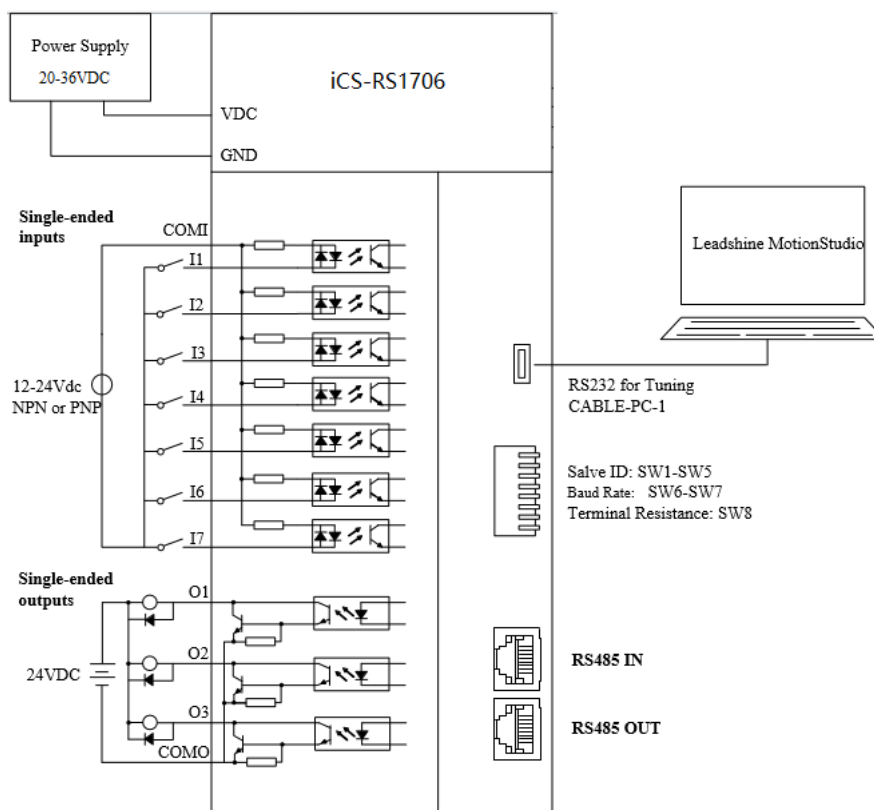 Power Supply
20-36VDC
iCS-RS1706
VDC
GND
Single-ended
inputs
COMI
I1
I2
I3
I4
I5
I6
I7
12-24Vdc
NPN or PNP
Leadshine MotionStudio
RS232 for Tuning
CABLE-PC-1
Salve ID: SW1-SW5
Baud Rate: SW6-SW7
Terminal Resistance: SW8
Single-ended
outputs
O1
O2
O3
COMO
24VDC
RS485 IN
RS485 OUT